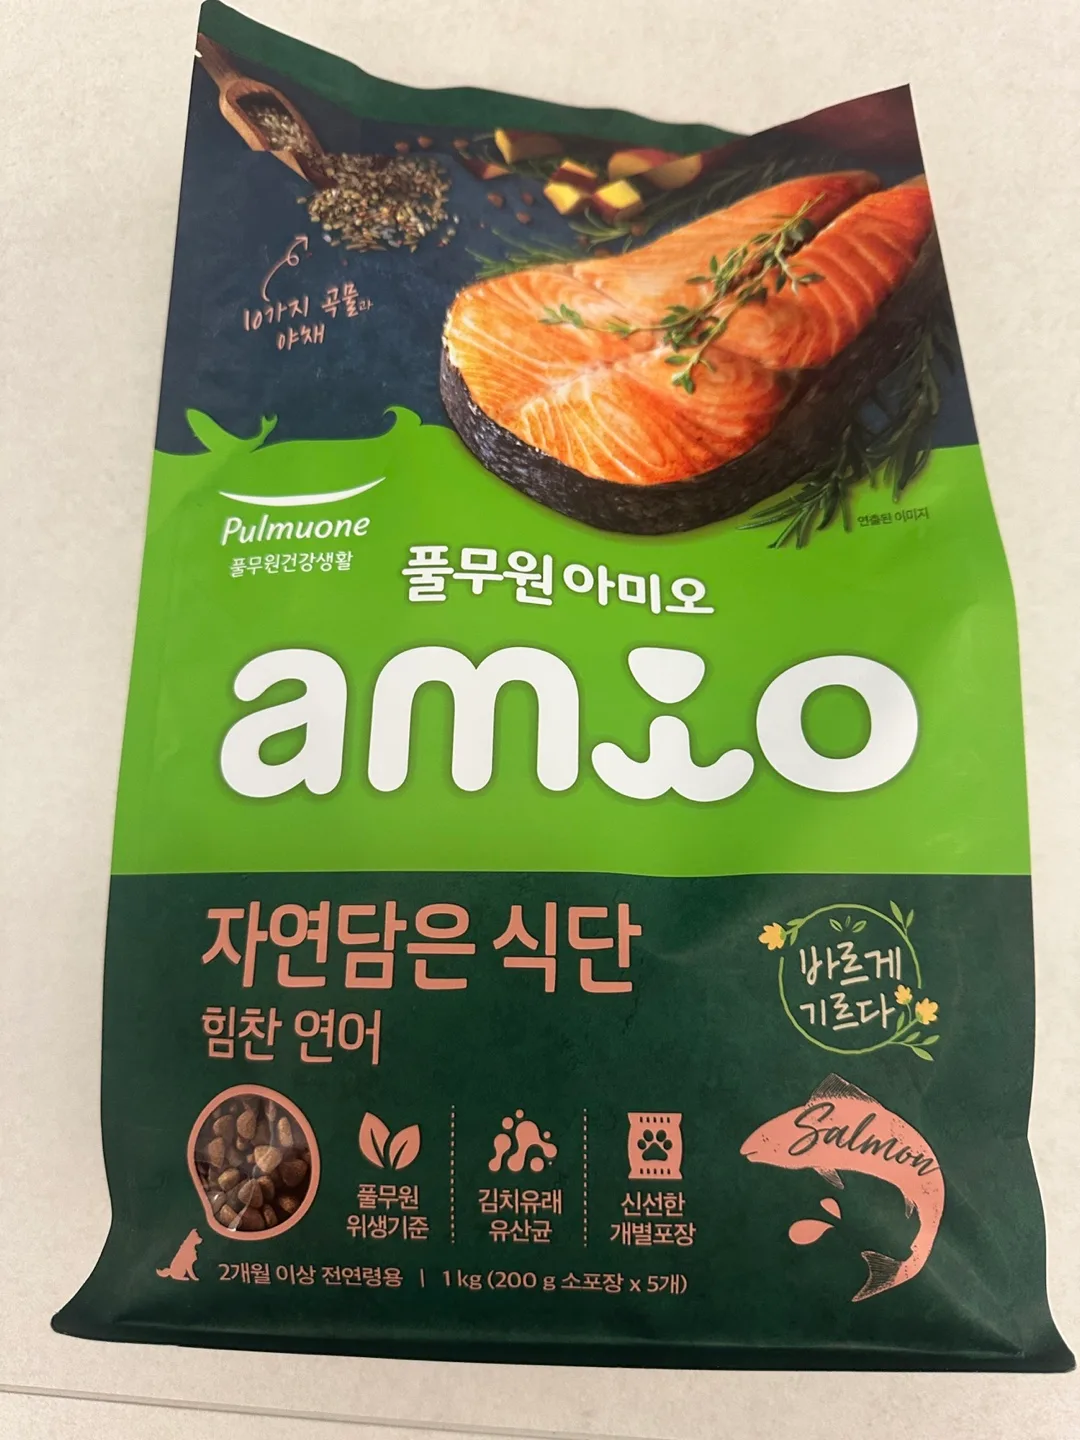 10가지 곡물과
야채
연출된 이미지
Pulmuone
풀무원건강생활
풀무원아미오
amio
자연담은 식단
힘찬 연어
바르게
기르다
Salmon
풀무원
위생기준
김치유래
유산균
신선한
개별포장
2개월 이상 전연령용 | 1 kg (200 g 소포장 x 5개)